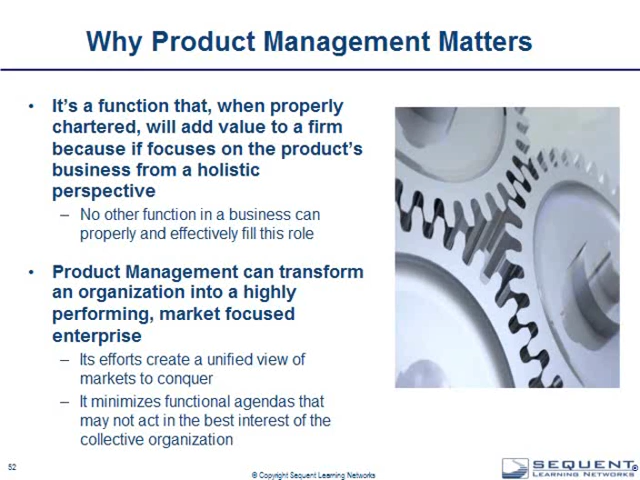 Why Product Management Matters
• It's a function that, when properly
chartered, will add value to a firm
because if focuses on the product's
business from a holistic
perspective
– No other function in a business can
properly and effectively fill this role
• Product Management can transform
an organization into a highly
performing, market focused
enterprise
– Its efforts create a unified view of
markets to conquer
– It minimizes functional agendas that
may not act in the best interest of the
collective organization
52
© Copyright Sequent Learning Networks
SEQUENT®
LEARNING NETWORKS